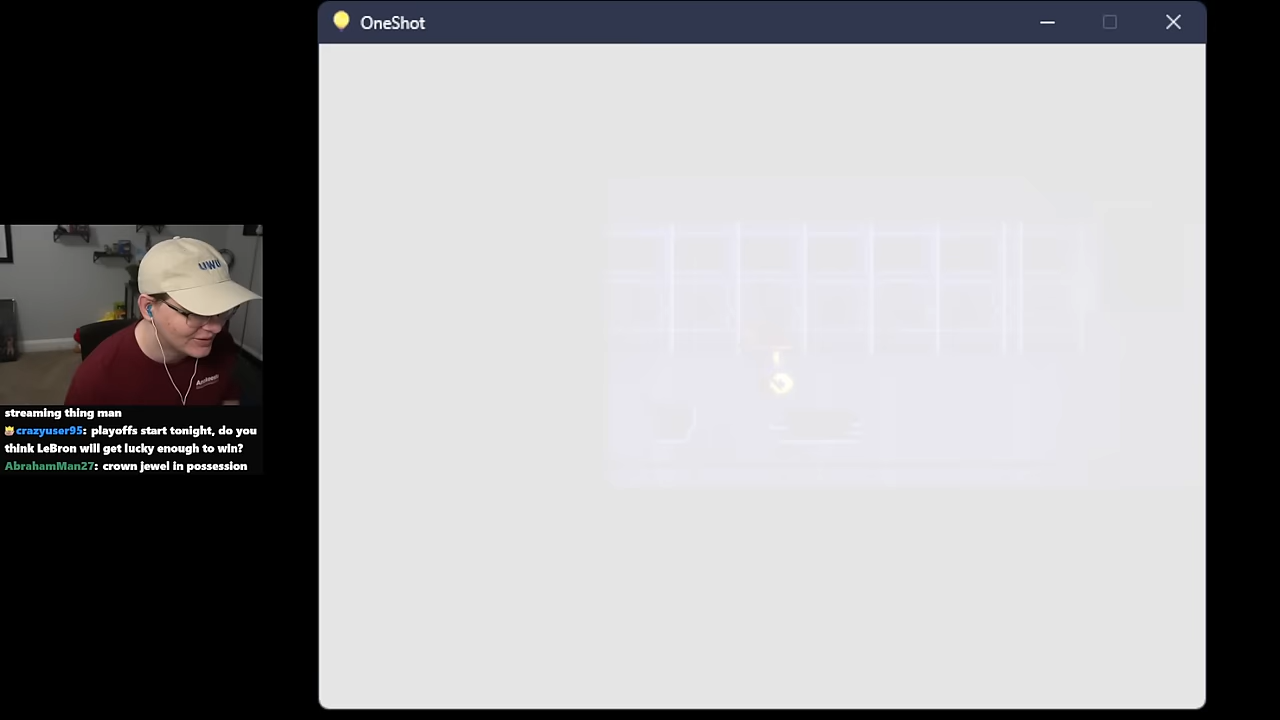 OneShot
UWU
streaming thing man
crazyuser95: playoffs start tonight, do you
think LeBron will get lucky enough to win?
AbrahamMan27: crown jewel in possession